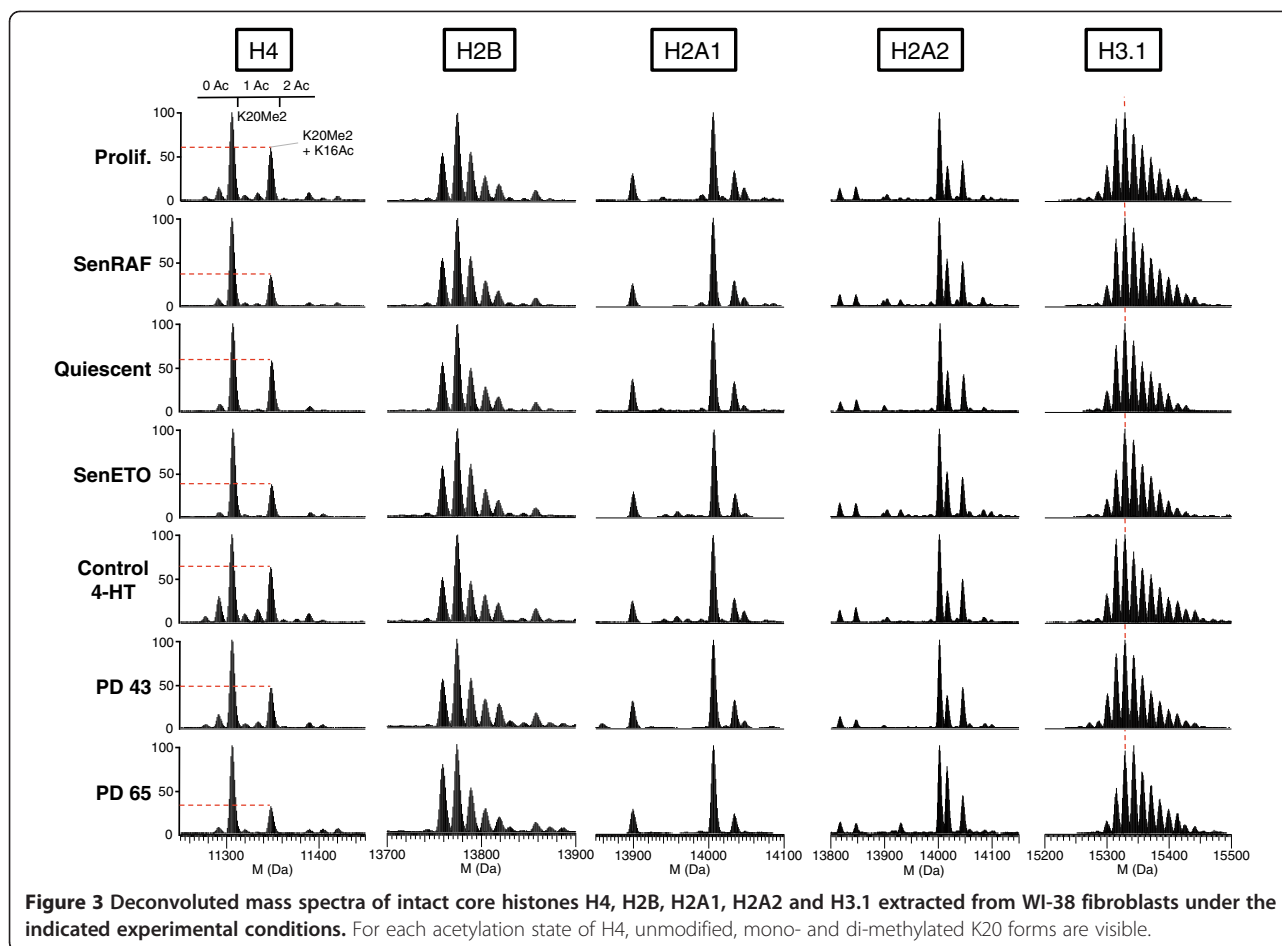 H4 H2B H2A1 H2A2 H3.1
0 Ac 1 Ac 2 Ac
K20Me2
K20Me2
+ K16Ac
Prolif.
100
50
0
SenRAF
100
50
0
Quiescent
100
50
0
SenETO
100
50
0
Control
4-HT
100
50
0
PD 43
100
50
0
PD 65
100
50
0
11300 11400 13700 13800 13900 13900 14000 14100 13800 13900 14000 14100 15200 15300 15400 15500
M (Da) M (Da) M (Da) M (Da) M (Da)
Figure 3 Deconvoluted mass spectra of intact core histones H4, H2B, H2A1, H2A2 and H3.1 extracted from WI-38 fibroblasts under the
indicated experimental conditions. For each acetylation state of H4, unmodified, mono- and di-methylated K20 forms are visible.